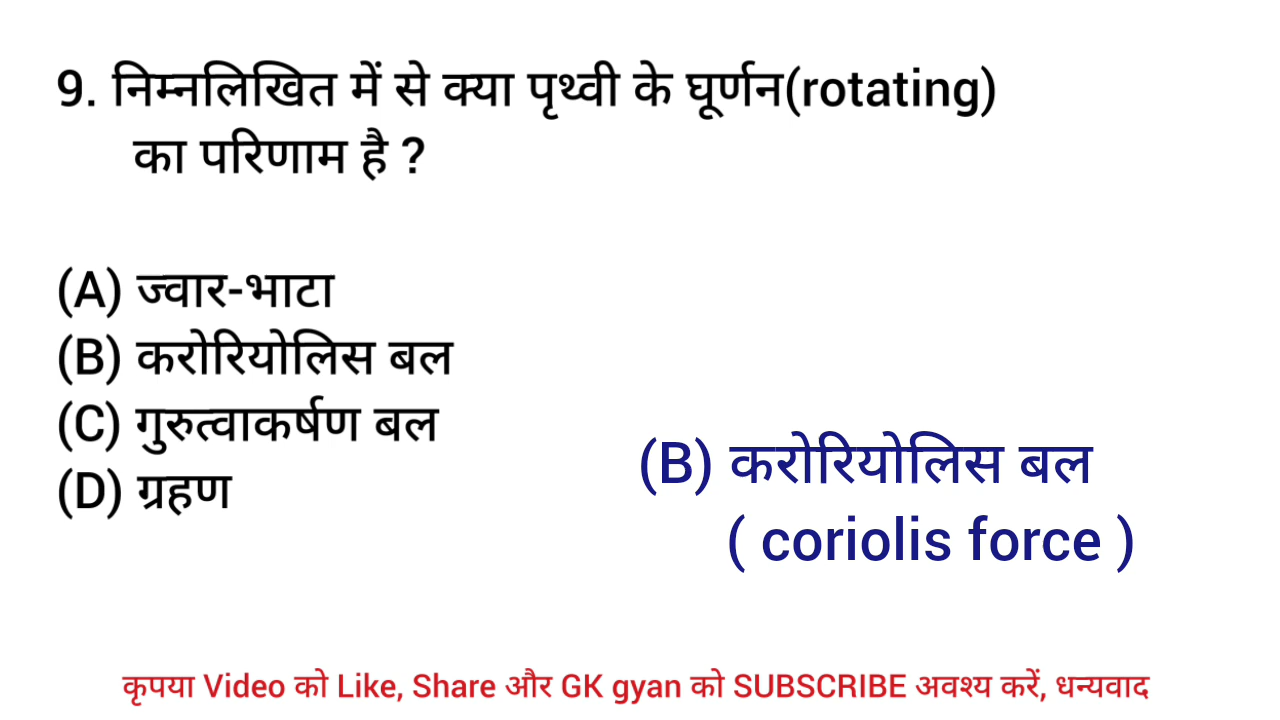 9. निम्नलिखित में से क्या पृथ्वी के घूर्णन(rotating)
का परिणाम है ?
(A) ज्वार-भाटा
(B) करोरियोलिस बल
(C) गुरुत्वाकर्षण बल
(D) ग्रहण
(B) करोरियोलिस बल
( coriolis force )
कृपया Video को Like, Share और GK gyan को SUBSCRIBE अवश्य करें, धन्यवाद